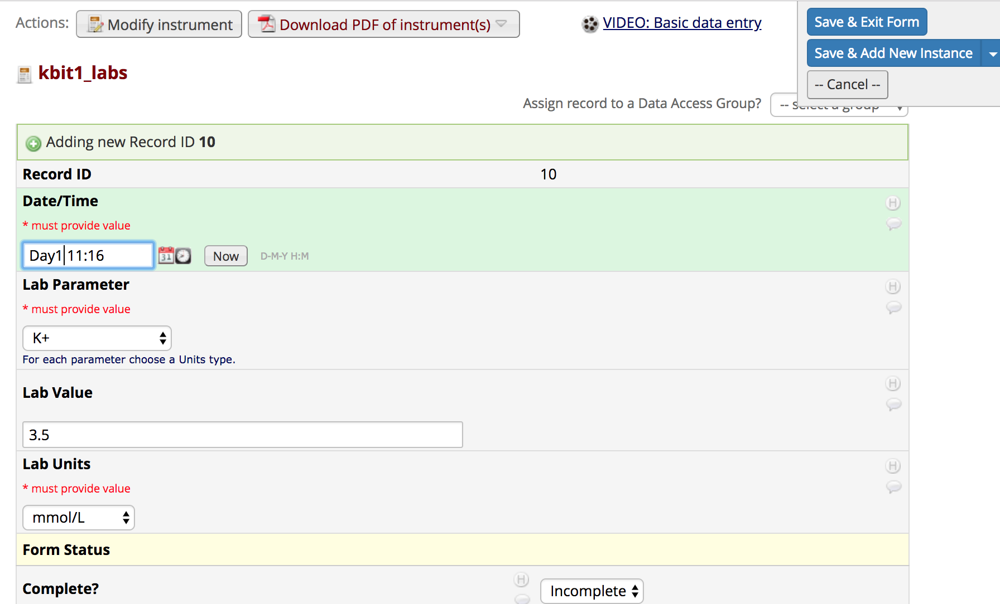 Actions: Modify instrument Download PDF of instrument(s) VIDEO: Basic data entry Save & Exit Form
Save & Add New Instance
-- Cancel --
kbit1_labs
Assign record to a Data Access Group? -- select a group
Adding new Record ID 10
Record ID 10
Date/Time
* must provide value
Day1 11:16 31 Now D-M-Y H:M
Lab Parameter
* must provide value
K+
For each parameter choose a Units type.
Lab Value
3.5
Lab Units
* must provide value
mmol/L
Form Status
Complete? Incomplete
H
H
H
H
H